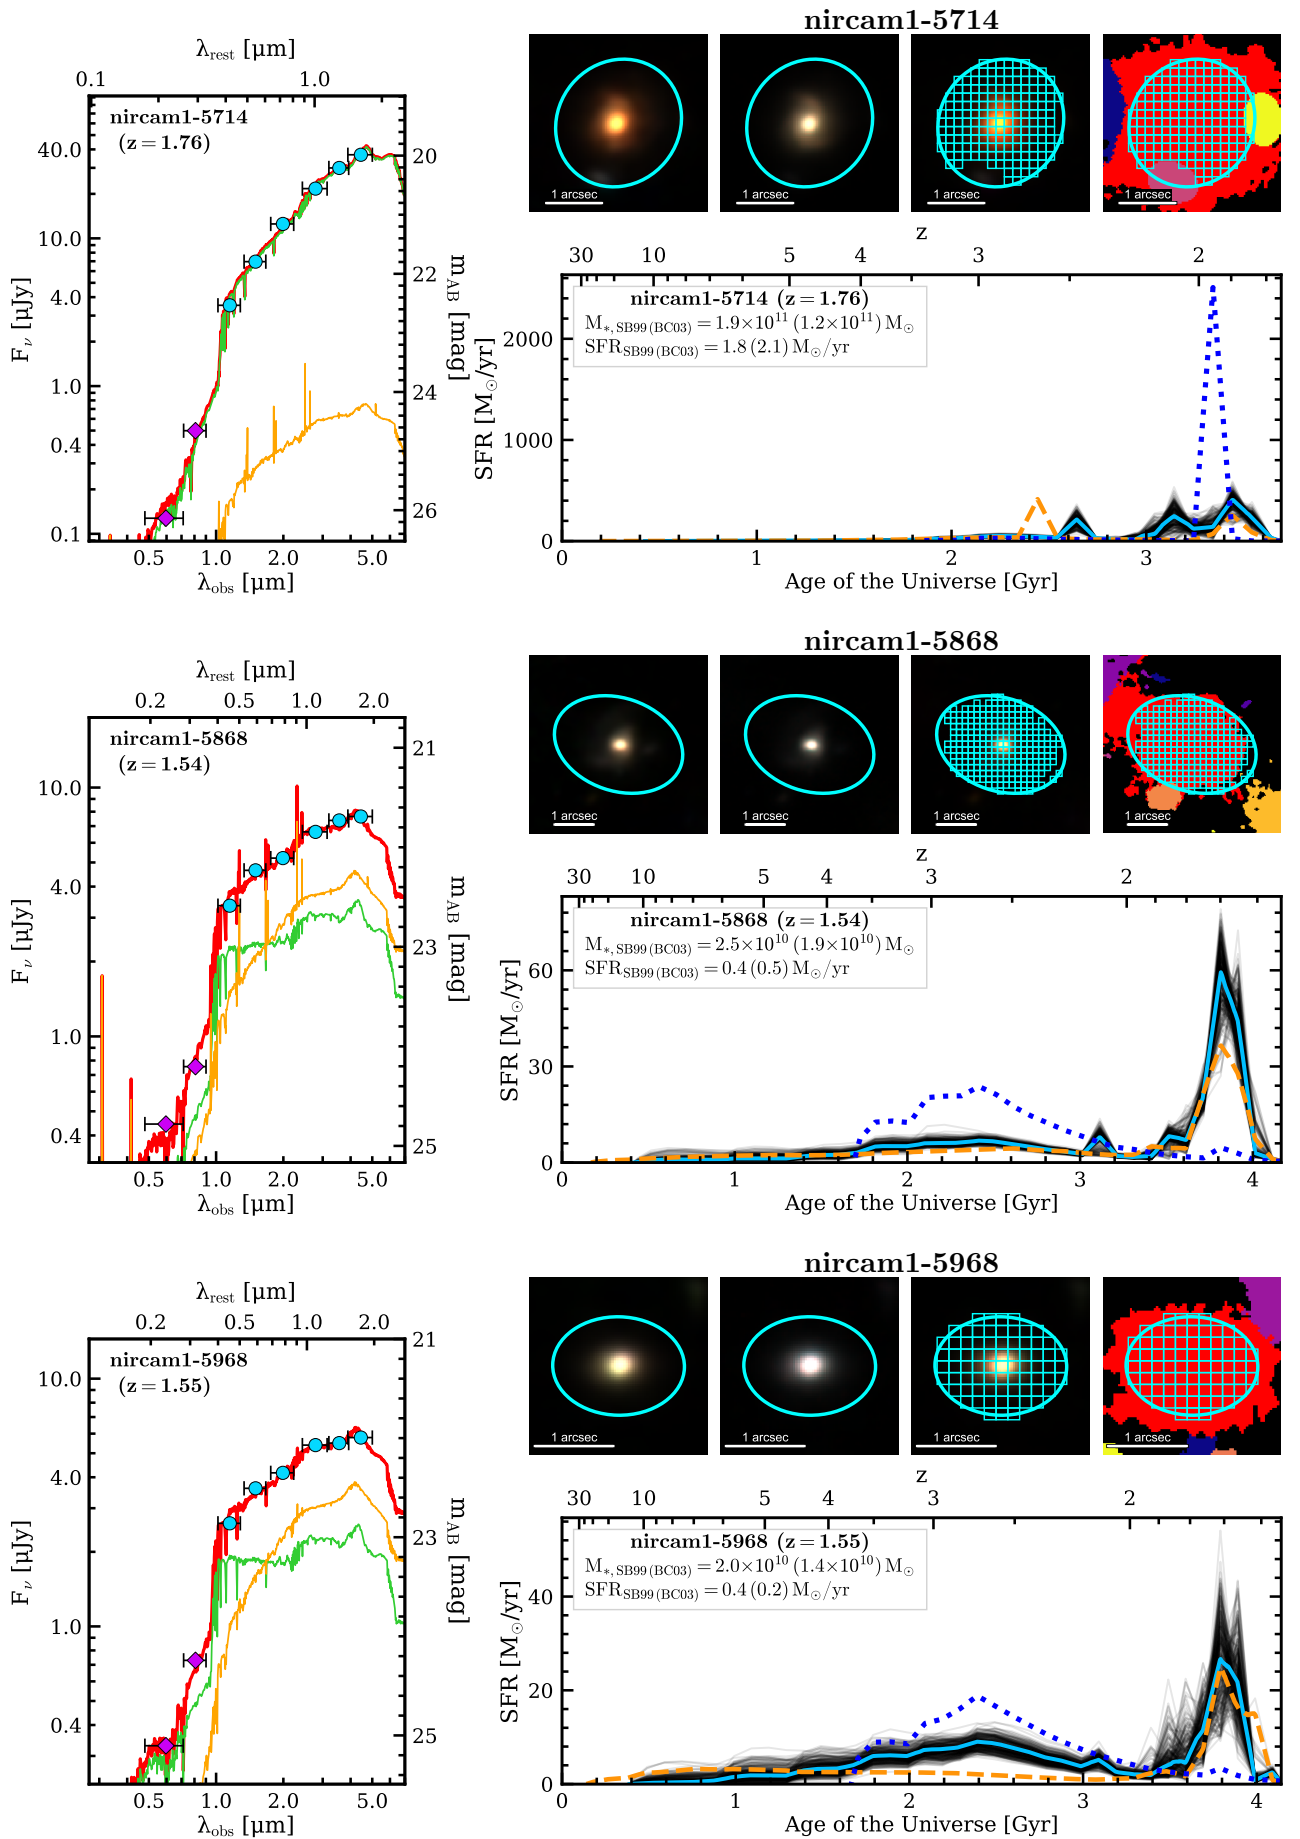 nircam1-5714
λrest [μm]
0.1 1.0
nircam1-5714
(z = 1.76)
40.0
10.0
4.0
1.0
0.4
0.1
Fν [μJy]
20
22
24
26
mAB [mag]
0.5 1.0 2.0 5.0
λobs [μm]
1 arcsec 1 arcsec 1 arcsec 1 arcsec
z
30 10 5 4 3 2
nircam1-5714 (z = 1.76)
M*,SB99(BC03) = 1.9×10¹¹ (1.2×10¹¹) M⊙
SFRSB99(BC03) = 1.8 (2.1) M⊙/yr
SFR [M⊙/yr]
2000
1000
0
0 1 2 3
Age of the Universe [Gyr]
nircam1-5868
λrest [μm]
0.2 0.5 1.0 2.0
nircam1-5868
(z = 1.54)
10.0
4.0
1.0
0.4
Fν [μJy]
21
23
25
mAB [mag]
0.5 1.0 2.0 5.0
λobs [μm]
1 arcsec 1 arcsec 1 arcsec 1 arcsec
z
30 10 5 4 3 2
nircam1-5868 (z = 1.54)
M*,SB99(BC03) = 2.5×10¹⁰ (1.9×10¹⁰) M⊙
SFRSB99(BC03) = 0.4 (0.5) M⊙/yr
SFR [M⊙/yr]
60
30
0
0 1 2 3 4
Age of the Universe [Gyr]
nircam1-5968
λrest [μm]
0.2 0.5 1.0 2.0
nircam1-5968
(z = 1.55)
10.0
4.0
1.0
0.4
Fν [μJy]
21
23
25
mAB [mag]
0.5 1.0 2.0 5.0
λobs [μm]
1 arcsec 1 arcsec 1 arcsec 1 arcsec
z
30 10 5 4 3 2
nircam1-5968 (z = 1.55)
M*,SB99(BC03) = 2.0×10¹⁰ (1.4×10¹⁰) M⊙
SFRSB99(BC03) = 0.4 (0.2) M⊙/yr
SFR [M⊙/yr]
40
20
0
0 1 2 3 4
Age of the Universe [Gyr]